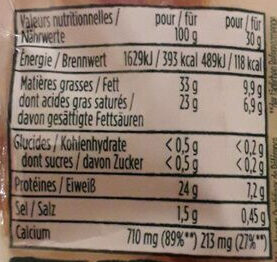 Valeurs nutritionnelles / pour / für pour / für
Nährwerte 100 g 30 g
Énergie / Brennwert 1629kJ / 393 kcal 489kJ / 118 kcal
Matières grasses / Fett 33 g 9,9 g
dont acides gras saturés / 23 g 6,9 g
davon gesättigte Fettsäuren
Glucides / Kohlenhydrate <0,5 g <0,2 g
dont sucres / davon Zucker <0,5 g <0,2 g
Protéines / Eiweiß 24 g 7,2 g
Sel / Salz 1,5 g 0,45 g
Calcium 710 mg (89%**) 213 mg (27%**)